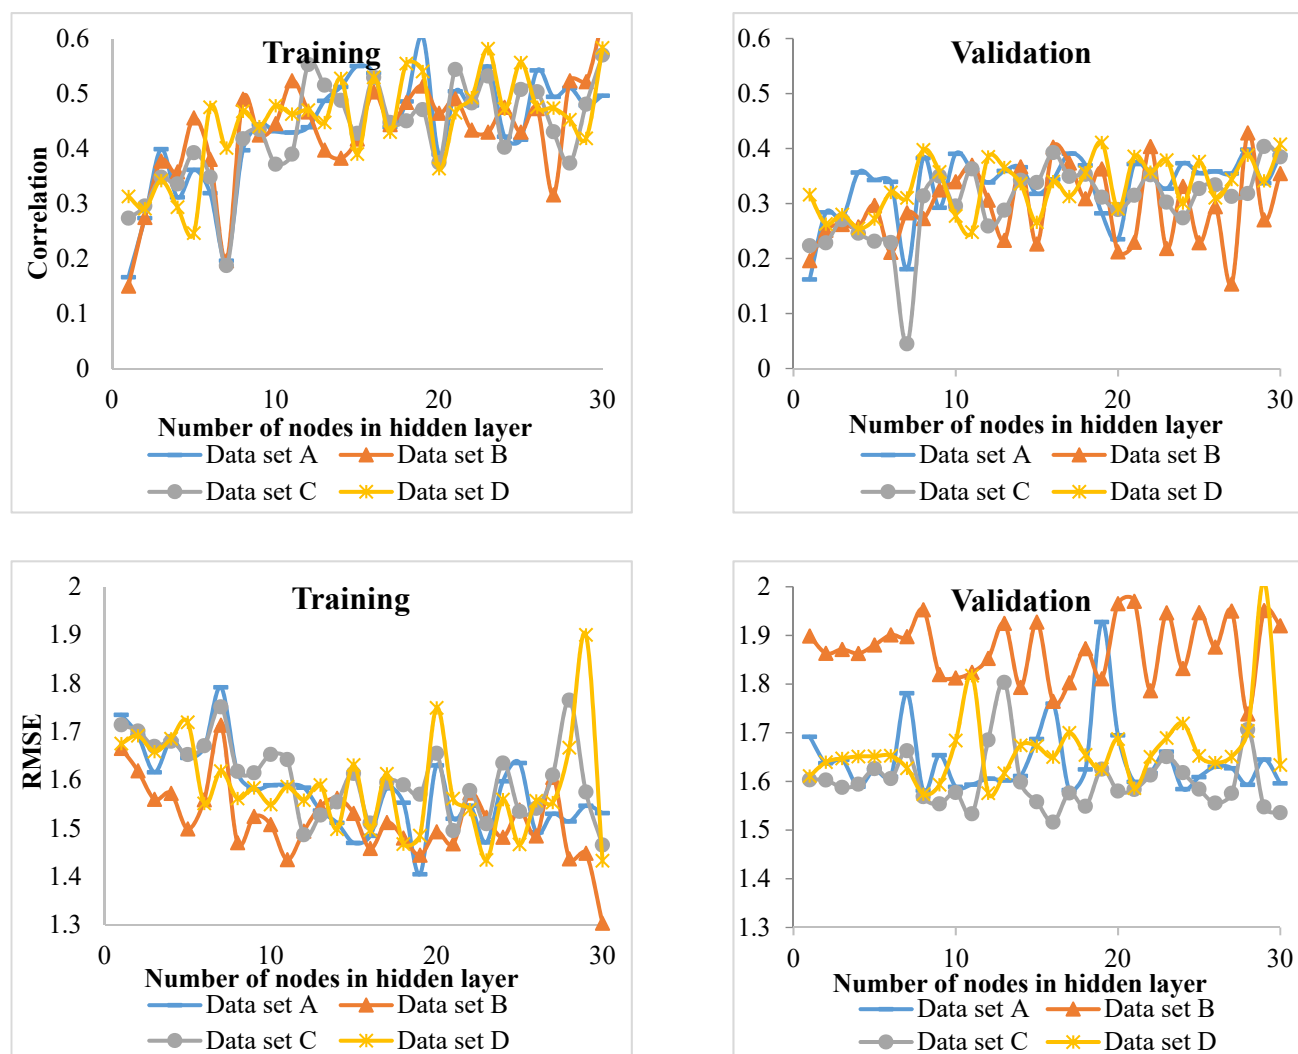 Training
0.6
0.5
0.4
0.3
0.2
0.1
0
Correlation
0 10 20 30
Number of nodes in hidden layer
Data set A Data set B
Data set C Data set D
Validation
0.6
0.5
0.4
0.3
0.2
0.1
0
0 10 20 30
Number of nodes in hidden layer
Data set A Data set B
Data set C Data set D
Training
2
1.9
1.8
1.7
1.6
1.5
1.4
1.3
RMSE
0 10 20 30
Number of nodes in hidden layer
Data set A Data set B
Data set C Data set D
Validation
2
1.9
1.8
1.7
1.6
1.5
1.4
1.3
0 10 20 30
Number of nodes in hidden layer
Data set A Data set B
Data set C Data set D